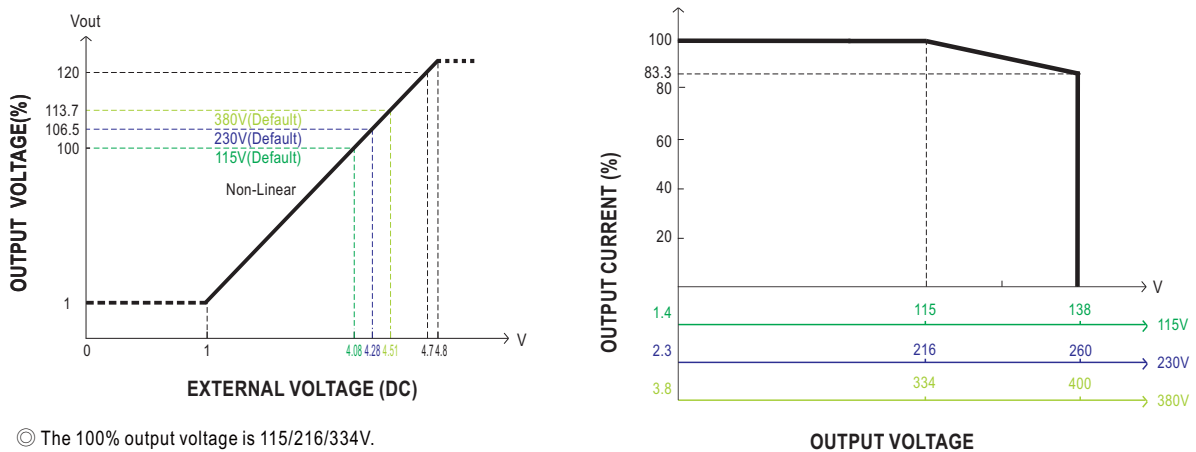 Vout
OUTPUT VOLTAGE(%)
120
113.7
106.5
100
1
380V(Default)
230V(Default)
115V(Default)
Non-Linear
0
1
4.08
4.28
4.51
4.7
4.8
V
EXTERNAL VOLTAGE (DC)
◎ The 100% output voltage is 115/216/334V.
OUTPUT CURRENT (%)
100
83.3
80
60
40
20
V
1.4
115
138
115V
2.3
216
260
230V
3.8
334
400
380V
OUTPUT VOLTAGE